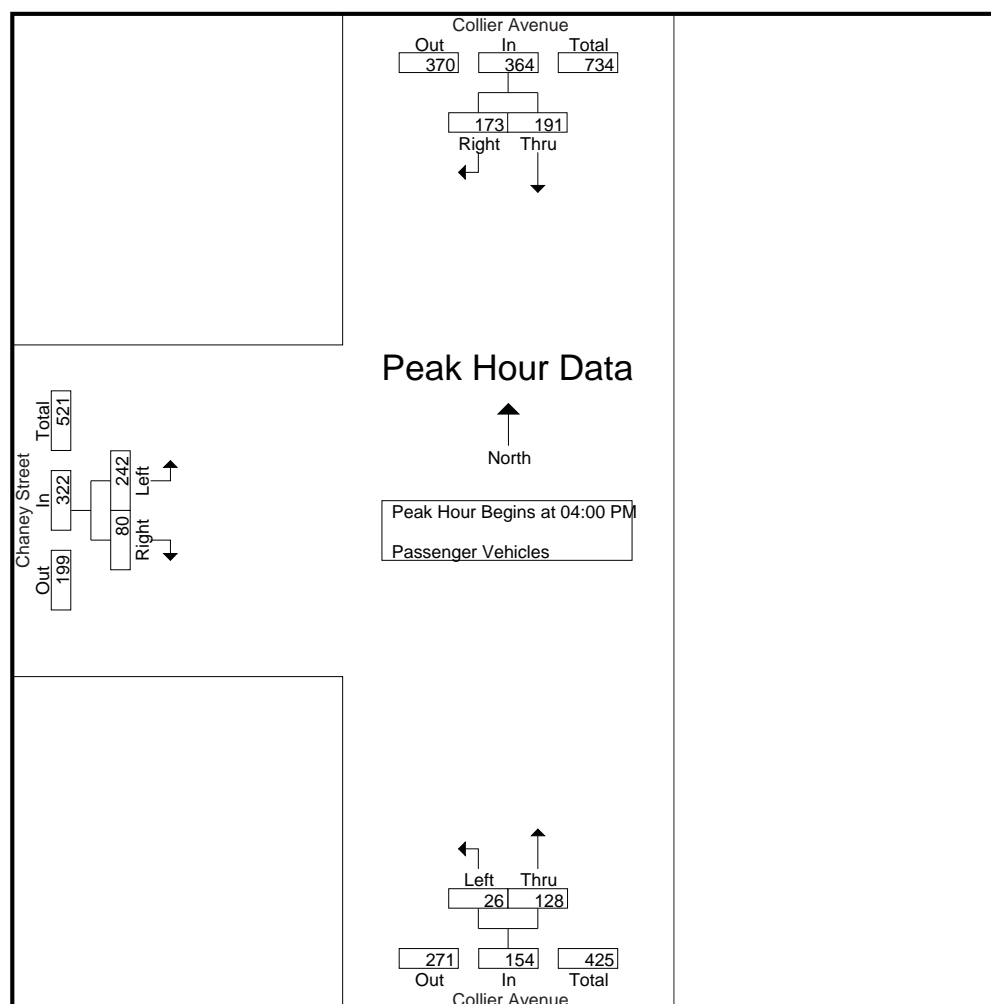 Collier Avenue
Out In Total
370 364 734
173 191
Right Thru
Peak Hour Data
North
Peak Hour Begins at 04:00 PM
Passenger Vehicles
Chaney Street
Out In Total
199 322 521
80 242
Right Left
Left Thru
26 128
271 154 425
Out In Total
Collier Avenue